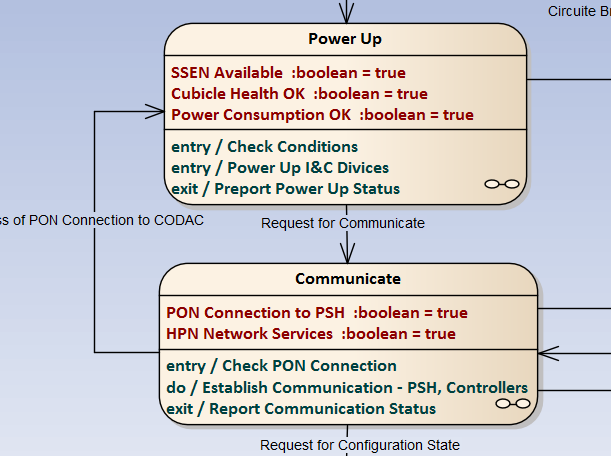 Circuite
Power Up
SSEN Available :boolean = true
Cubicle Health OK :boolean = true
Power Consumption OK :boolean = true
entry / Check Conditions
entry / Power Up I&C Divices
exit / Preport Power Up Status
of PON Connection to CODAC
Request for Communicate
Communicate
PON Connection to PSH :boolean = true
HPN Network Services :boolean = true
entry / Check PON Connection
do / Establish Communication - PSH, Controllers
exit / Report Communication Status
Request for Configuration State